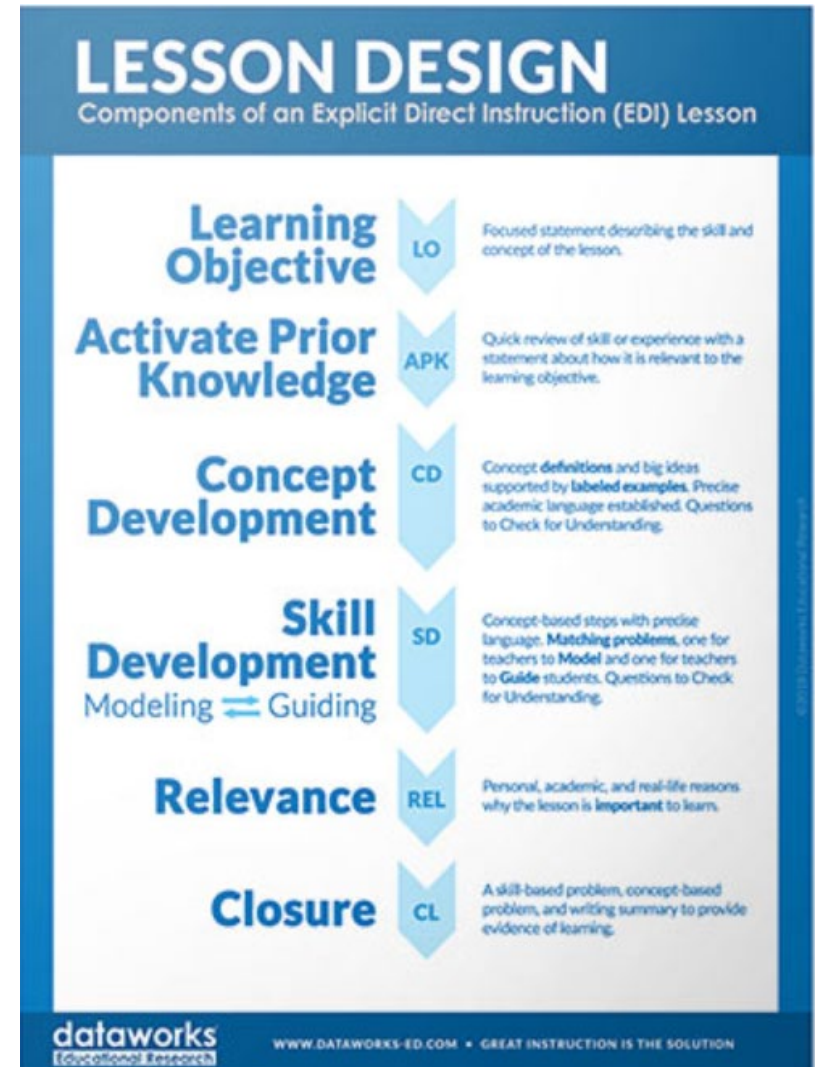 LESSON DESIGN
Components of an Explicit Direct Instruction (EDI) Lesson
Learning
Objective
LO
Focused statement describing the skill and
concept of the lesson.
Activate Prior
Knowledge
APK
Quick review of skill or experience with a
statement about how it is relevant to the
learning objective.
Concept
Development
CD
Concept definitions and big ideas
supported by labeled examples. Precise
academic language established. Questions
to Check for Understanding.
Skill
Development
Modeling ⇄ Guiding
SD
Concept-based steps with precise
language. Matching problems, one for
teachers to Model and one for teachers
to Guide students. Questions to Check
for Understanding.
Relevance
REL
Personal, academic, and real-life reasons
why the lesson is important to learn.
Closure
CL
A skill-based problem, concept-based
problem, and writing summary to provide
evidence of learning.
dataworks
Educational Research
WWW.DATAWORKS-ED.COM • GREAT INSTRUCTION IS THE SOLUTION
Dataworks Educational Research